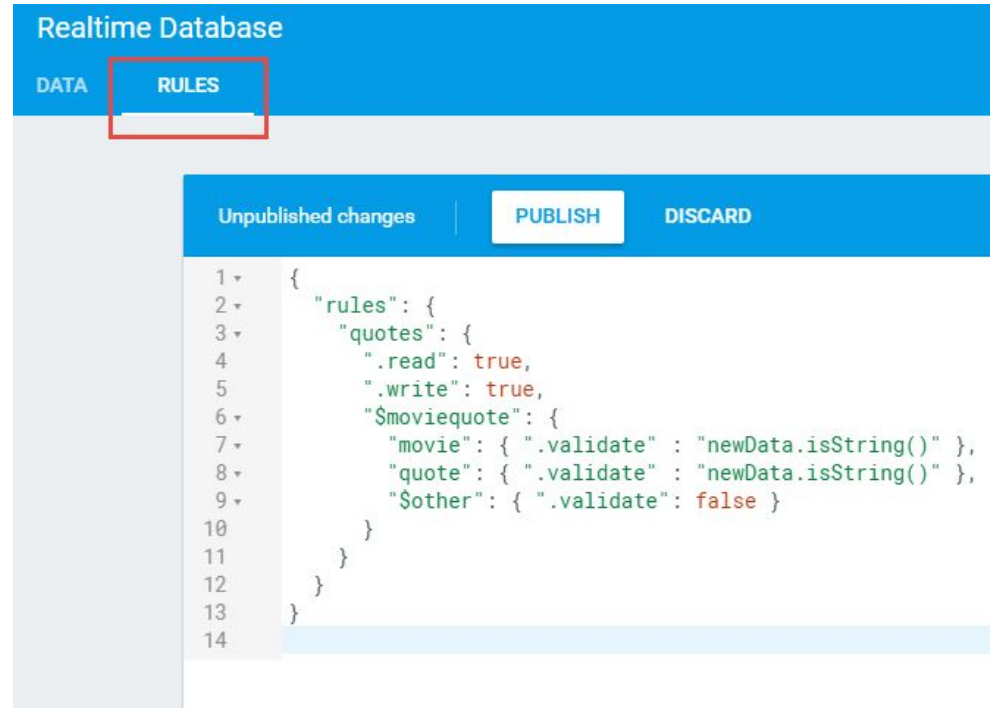 Realtime Database
DATA RULES
Unpublished changes PUBLISH DISCARD
1 {
2 "rules": {
3 "quotes": {
4 ".read": true,
5 ".write": true,
6 "$moviequote": {
7 "movie": { ".validate" : "newData.isString()" },
8 "quote": { ".validate" : "newData.isString()" },
9 "$other": { ".validate": false }
10 }
11 }
12 }
13 }
14